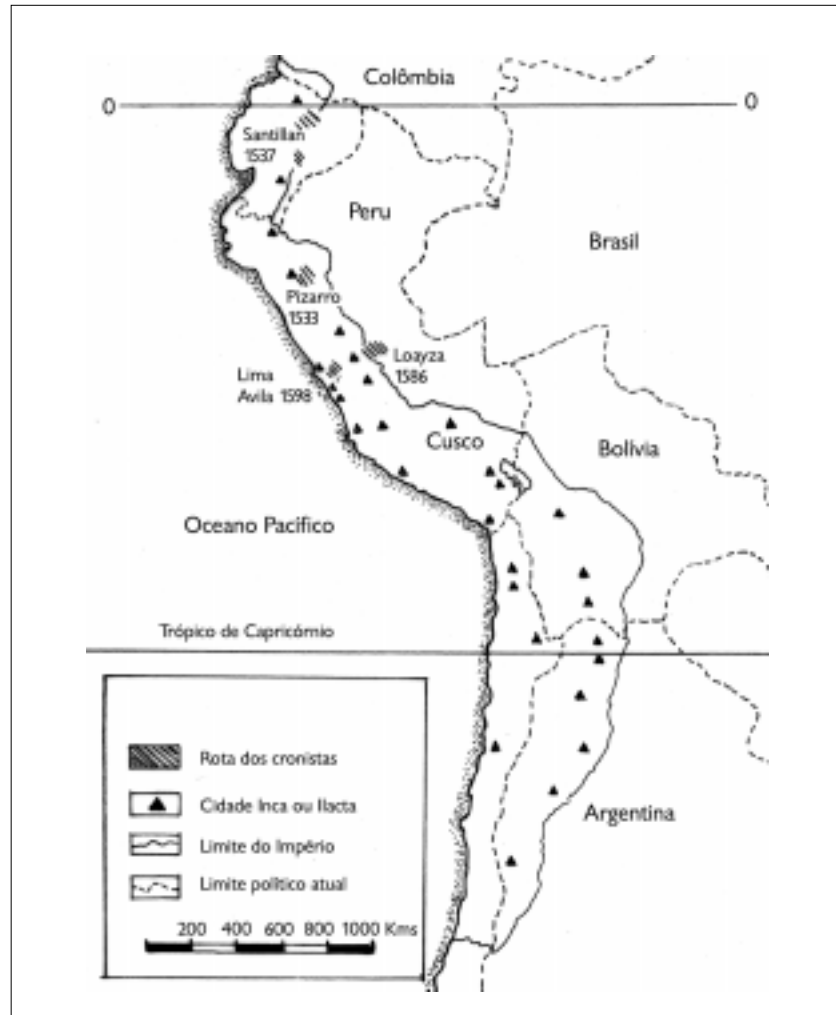 Colômbia
0
0
Santillan
1537
Peru
Brasil
Pizarro
1533
Loayza
1586
Lima
Avila 1598
Cusco
Bolívia
Oceano Pacífico
Trópico de Capricórnio
Rota dos cronistas
Cidade Inca ou llacta
Limite do Império
Limite político atual
200 400 600 800 1000 Kms
Argentina